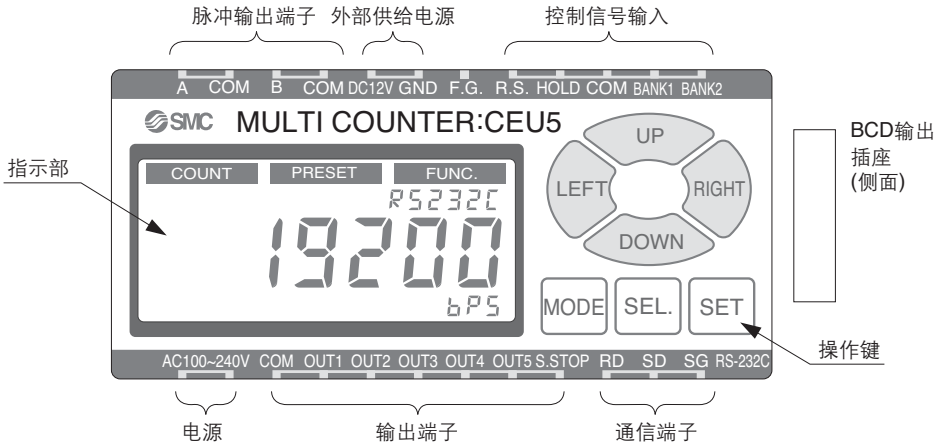 脉冲输出端子 外部供给电源 控制信号输入
A COM B COM DC12V GND F.G. R.S. HOLD COM BANK1 BANK2
SMC MULTI COUNTER:CEU5
指示部
COUNT PRESET FUNC.
RS232C
19200
bPS
UP
LEFT
RIGHT
DOWN
MODE SEL. SET
BCD输出
插座
(侧面)
操作键
AC100~240V COM OUT1 OUT2 OUT3 OUT4 OUT5 S.STOP RD SD SG RS-232C
电源 输出端子 通信端子